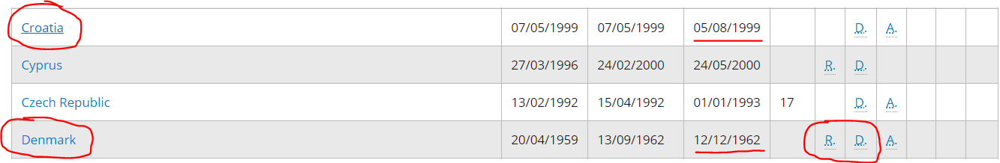 Croatia 07/05/1999 07/05/1999 05/08/1999 D. A.
Cyprus 27/03/1996 24/02/2000 24/05/2000 R. D.
Czech Republic 13/02/1992 15/04/1992 01/01/1993 17 D. A.
Denmark 20/04/1959 13/09/1962 12/12/1962 R. D. A.